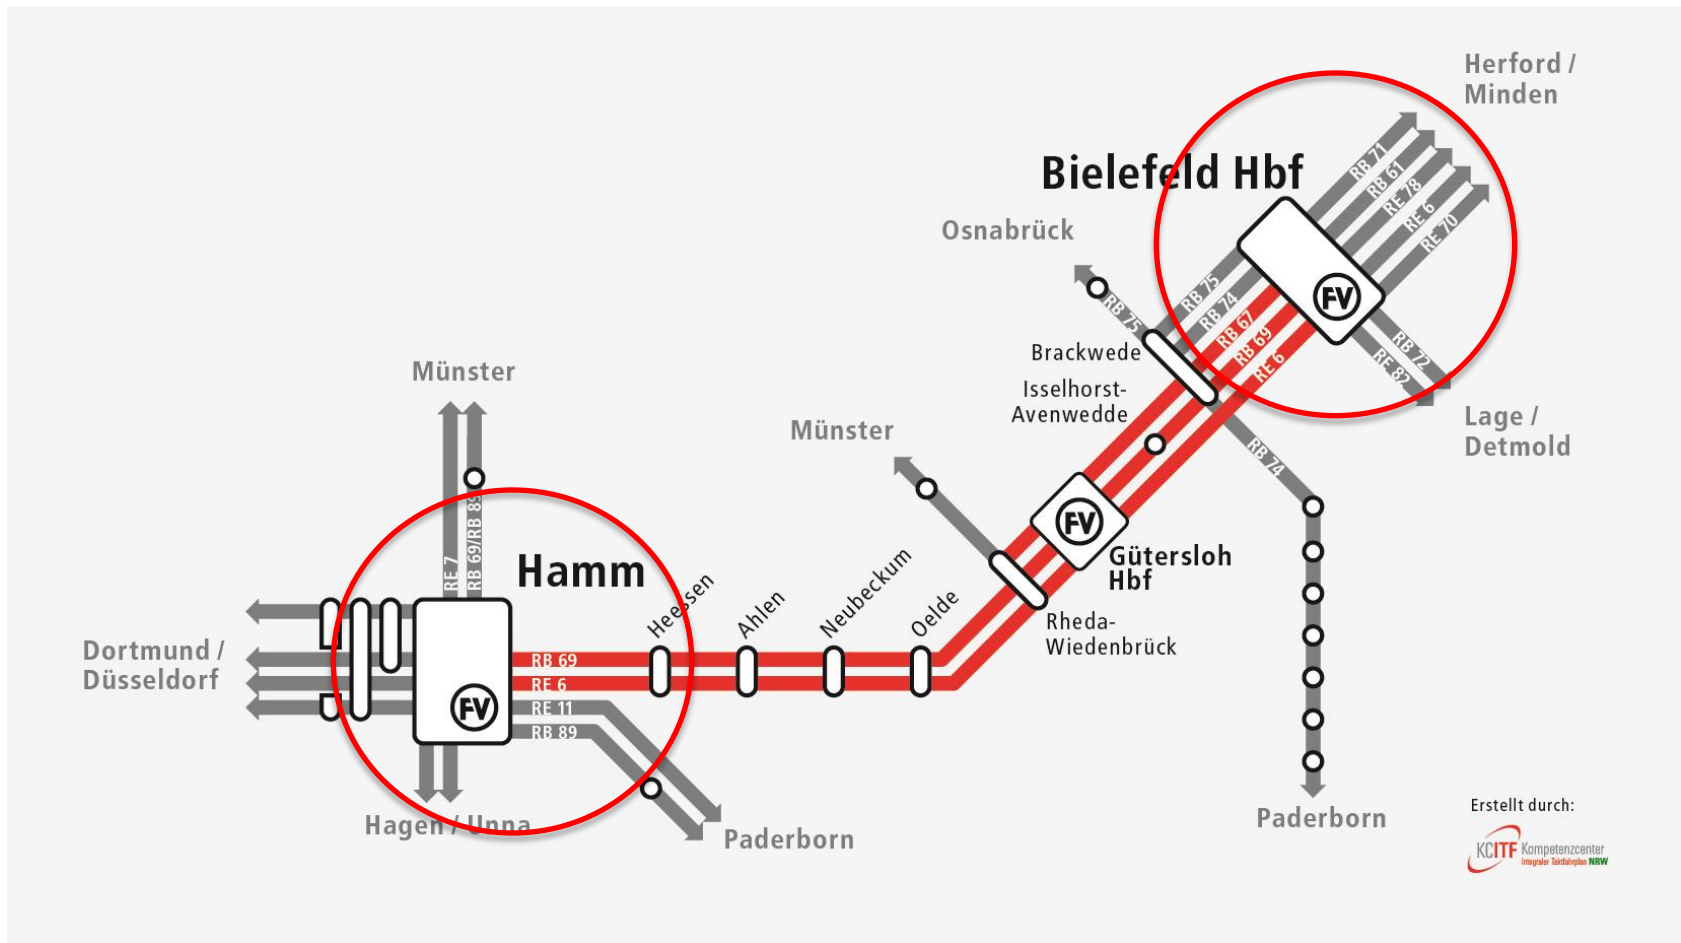 Herford /
Minden
Bielefeld Hbf
RB 71
RB 61
RE 78
RE 6
RE 70
Osnabrück
FV
RB 75
RB 75
RB 74
RB 67
RB 69
RE 6
RB 72
RE 82
Brackwede
Isselhorst-
Avenwedde
Lage /
Detmold
Münster
Münster
RB 74
FV
Gütersloh
Hbf
RE 7
RB 69/RB 89
Hamm
Heessen
Ahlen
Neubeckum
Oelde
Rheda-
Wiedenbrück
Dortmund /
Düsseldorf
RB 69
RE 6
RE 11
RB 89
FV
Hagen / Unna
Paderborn
Paderborn
Erstellt durch:
KCITF Kompetenzcenter
Integraler Taktfahrplan NRW